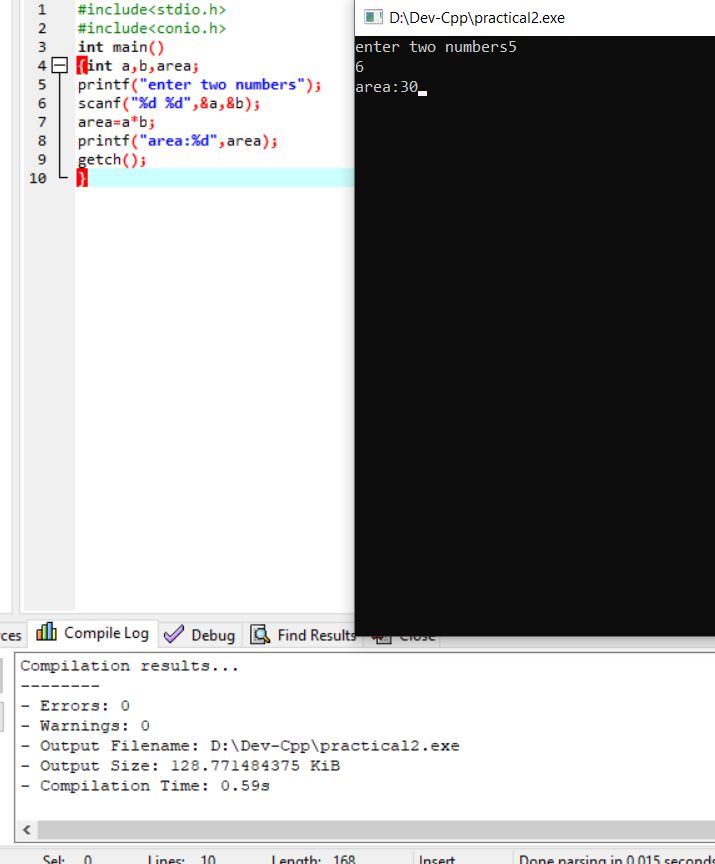 1 #include<stdio.h>
2 #include<conio.h>
3 int main()
4 {int a,b,area;
5 printf("enter two numbers");
6 scanf("%d %d",&a,&b);
7 area=a*b;
8 printf("area:%d",area);
9 getch();
10 }
D:\Dev-Cpp\practical2.exe
enter two numbers5
6
area:30
ces Compile Log Debug Find Results Close
Compilation results...
--------
- Errors: 0
- Warnings: 0
- Output Filename: D:\Dev-Cpp\practical2.exe
- Output Size: 128.771484375 KiB
- Compilation Time: 0.59s
Sel: 0 Lines: 10 Length: 168 Insert Done parsing in 0.015 second